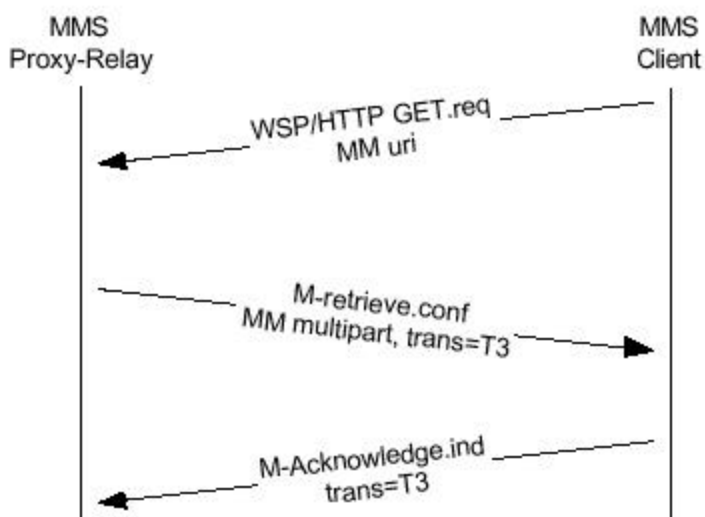 MMS
Proxy-Relay
MMS
Client
WSP/HTTP GET.req
MM uri
M-retrieve.conf
MM multipart, trans=T3
M-Acknowledge.ind
trans=T3